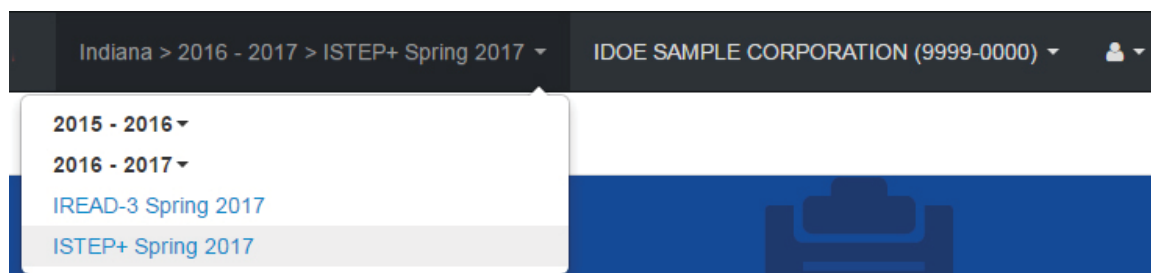 Indiana > 2016 - 2017 > ISTEP+ Spring 2017 IDOE SAMPLE CORPORATION (9999-0000)
2015 - 2016
2016 - 2017
IREAD-3 Spring 2017
ISTEP+ Spring 2017